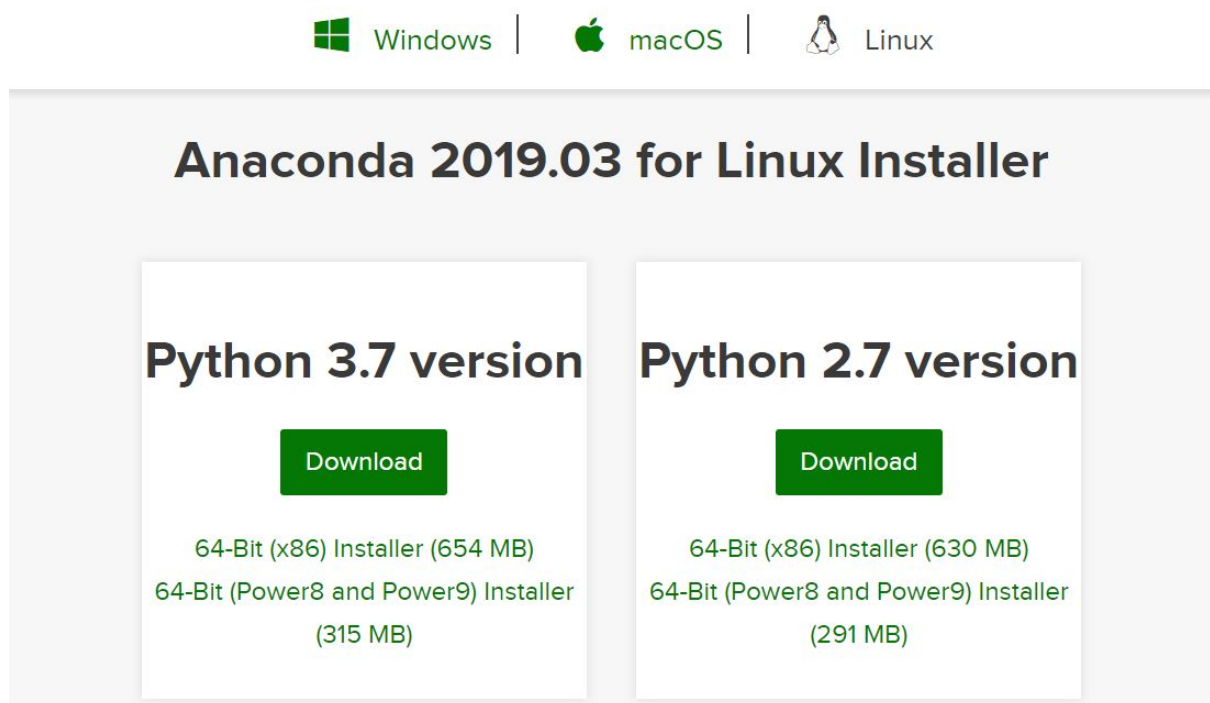 Windows | macOS | Linux
Anaconda 2019.03 for Linux Installer
Python 3.7 version
Download
64-Bit (x86) Installer (654 MB)
64-Bit (Power8 and Power9) Installer
(315 MB)
Python 2.7 version
Download
64-Bit (x86) Installer (630 MB)
64-Bit (Power8 and Power9) Installer
(291 MB)